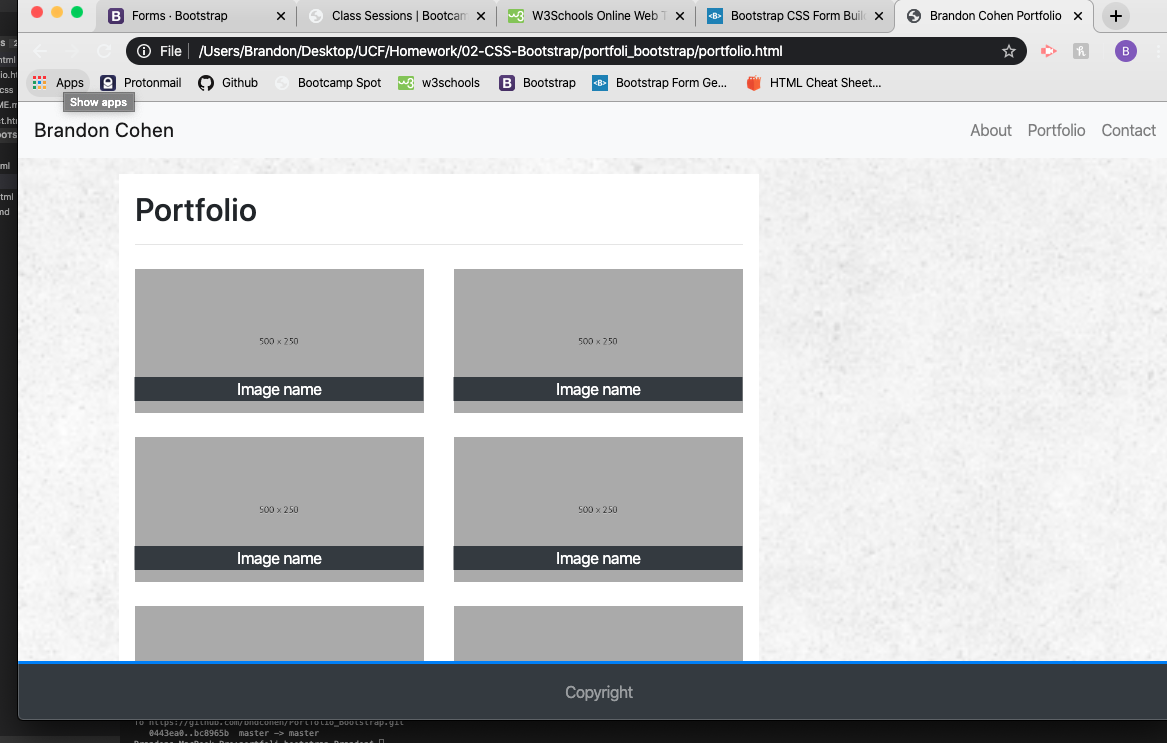 Forms · Bootstrap
Class Sessions | Bootcam
W3Schools Online Web T
Bootstrap CSS Form Buil
Brandon Cohen Portfolio
File
/Users/Brandon/Desktop/UCF/Homework/02-CSS-Bootstrap/portfoli_bootstrap/portfolio.html
B
Apps
Protonmail
Github
Bootcamp Spot
w3schools
Bootstrap
Bootstrap Form Ge...
HTML Cheat Sheet...
Show apps
Brandon Cohen
About
Portfolio
Contact
Portfolio
500 x 250
500 x 250
Image name
Image name
500 x 250
500 x 250
Image name
Image name
Copyright
To https://github.com/bndcohen/Portfolio_Bootstrap.git
0443ea0..bc8965b master -> master